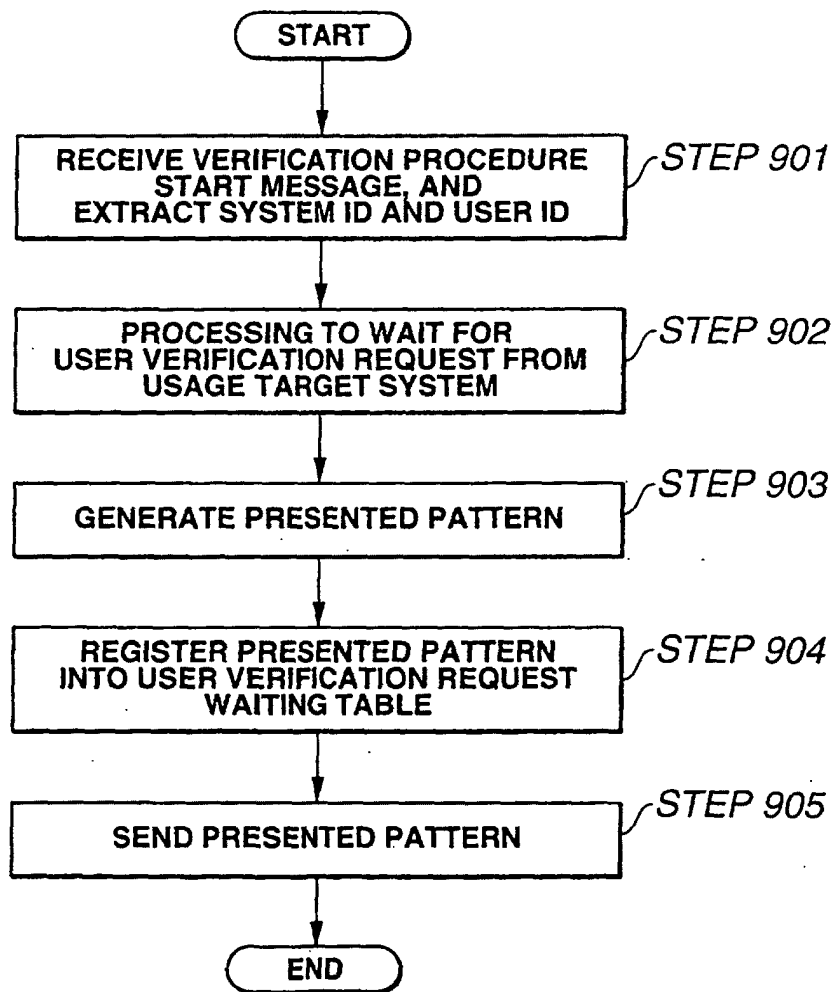 START
RECEIVE VERIFICATION PROCEDURE
START MESSAGE, AND
EXTRACT SYSTEM ID AND USER ID
STEP 901
PROCESSING TO WAIT FOR
USER VERIFICATION REQUEST FROM
USAGE TARGET SYSTEM
STEP 902
GENERATE PRESENTED PATTERN
STEP 903
REGISTER PRESENTED PATTERN
INTO USER VERIFICATION REQUEST
WAITING TABLE
STEP 904
SEND PRESENTED PATTERN
STEP 905
END